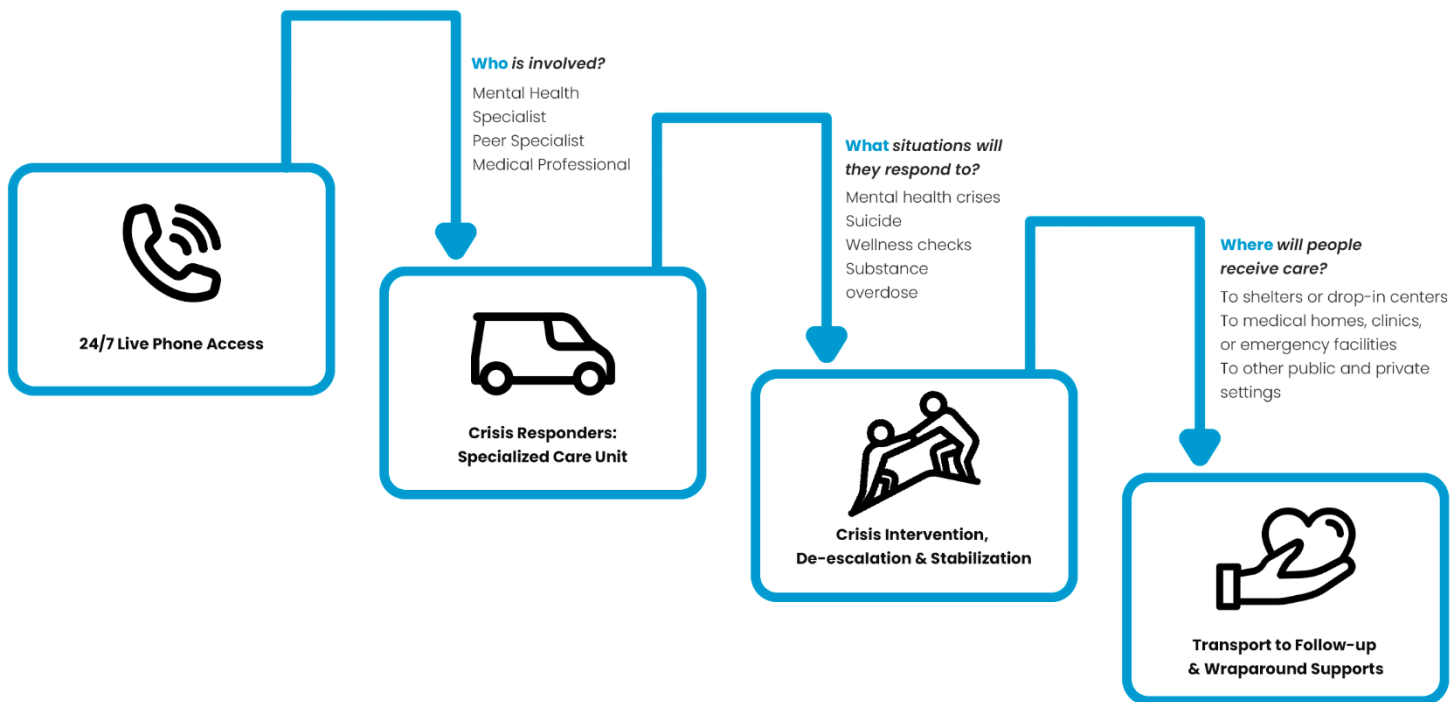 24/7 Live Phone Access
Who is involved?
Mental Health
Specialist
Peer Specialist
Medical Professional
Crisis Responders:
Specialized Care Unit
What situations will
they respond to?
Mental health crises
Suicide
Wellness checks
Substance
overdose
Crisis Intervention,
De-escalation & Stabilization
Where will people
receive care?
To shelters or drop-in centers
To medical homes, clinics,
or emergency facilities
To other public and private
settings
Transport to Follow-up
& Wraparound Supports